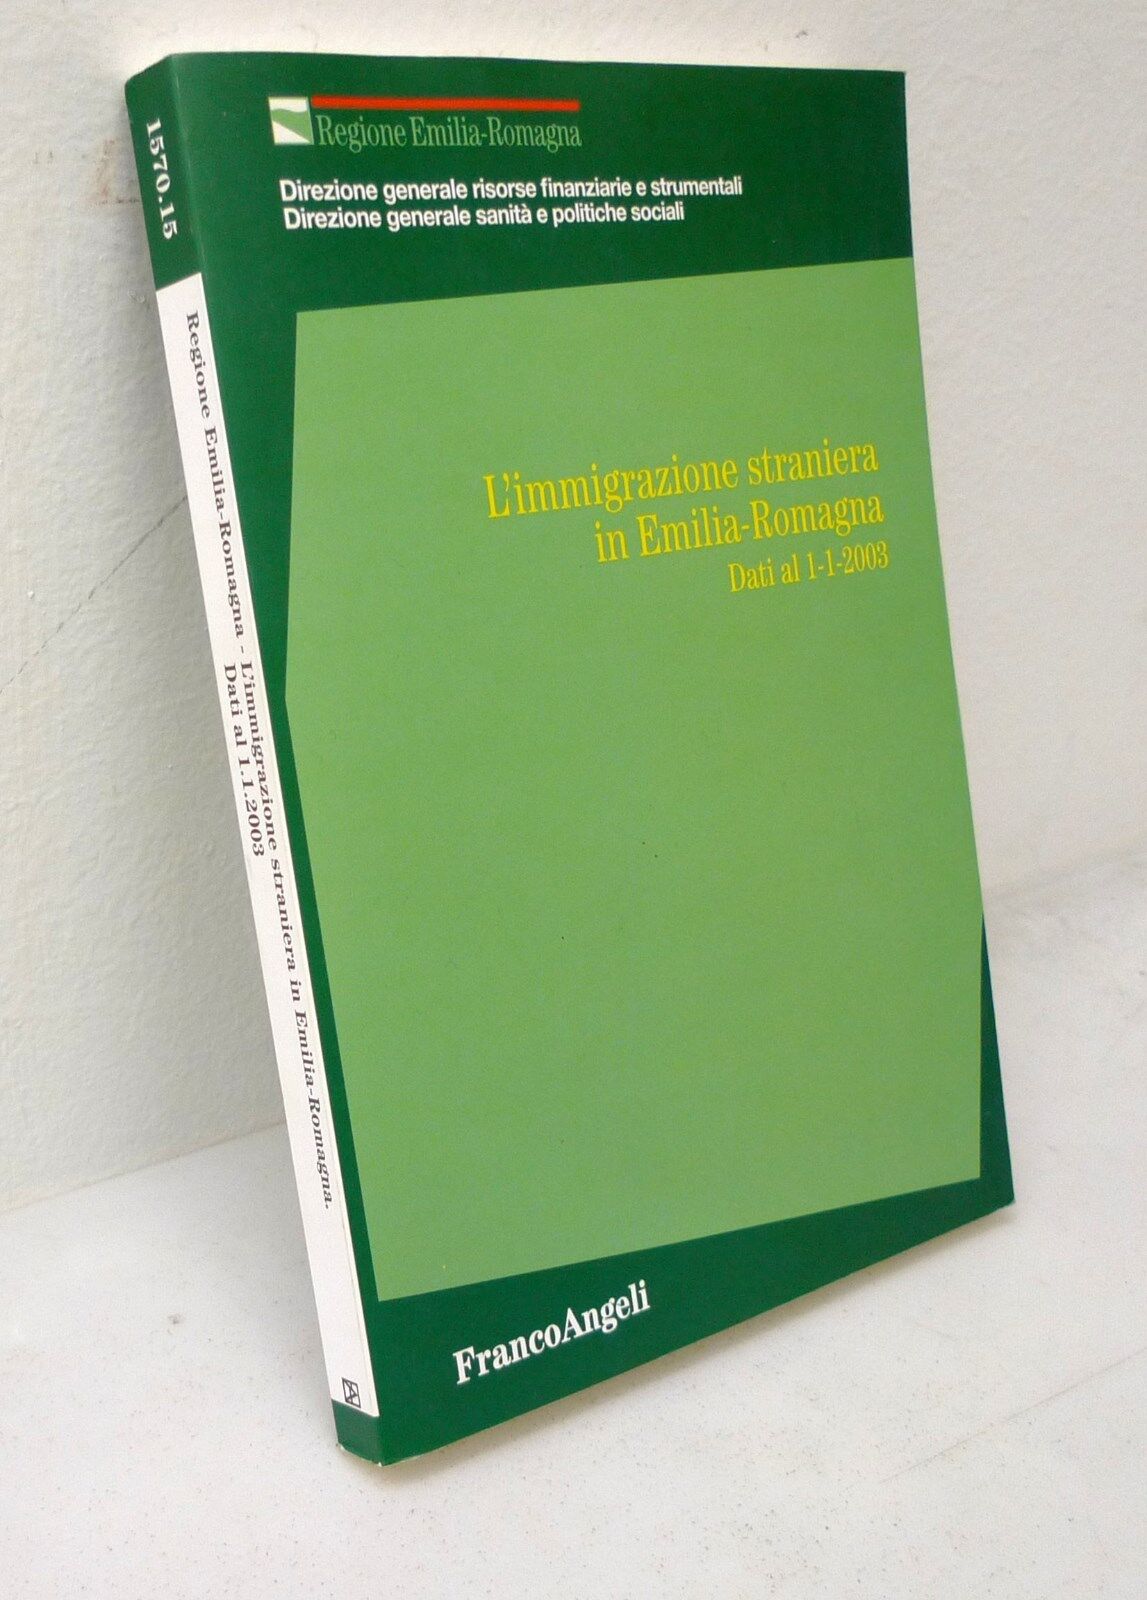 Regione Emilia-Romagna
Direzione generale risorse finanziarie e strumentali
Direzione generale sanità e politiche sociali
L'immigrazione straniera
in Emilia-Romagna
Dati al 1-1-2003
FrancoAngeli
1570.15
Regione Emilia-Romagna - L'immigrazione straniera in Emilia-Romagna.
Dati al 1.1.2003